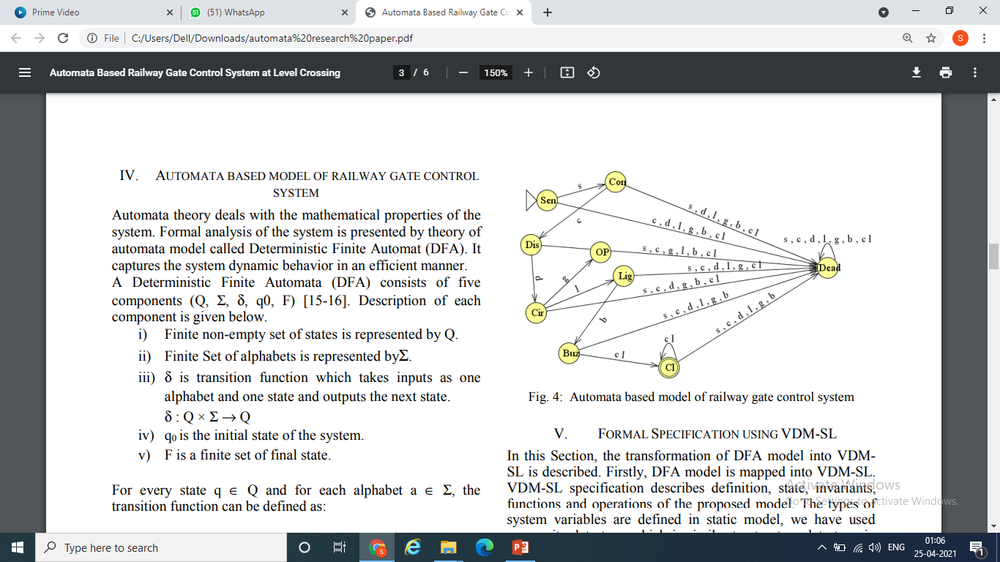 Prime Video
(51) WhatsApp
Automata Based Railway Gate Co
File
C:/Users/Dell/Downloads/automata%20research%20paper.pdf
S
Automata Based Railway Gate Control System at Level Crossing
3 / 6
150%
IV. AUTOMATA BASED MODEL OF RAILWAY GATE CONTROL
SYSTEM
Automata theory deals with the mathematical properties of the
system. Formal analysis of the system is presented by theory of
automata model called Deterministic Finite Automat (DFA). It
captures the system dynamic behavior in an efficient manner.
A Deterministic Finite Automata (DFA) consists of five
components (Q, Σ, δ, q0, F) [15-16]. Description of each
component is given below.
i) Finite non-empty set of states is represented by Q.
ii) Finite Set of alphabets is represented byΣ.
iii) δ is transition function which takes inputs as one
alphabet and one state and outputs the next state.
δ : Q × Σ → Q
iv) q0 is the initial state of the system.
v) F is a finite set of final state.
For every state q ∈ Q and for each alphabet a ∈ Σ, the
transition function can be defined as:
Con
s
Sen
s,d,l,g,b,cl
c
c,d,l,g,b,cl
s,c,d,l,g,b,cl
Dis
OP
s,c,g,l,b,cl
Dead
s,c,d,l,g,cl
Lig
d
g
l
s,c,d,g,b,cl
Cir
b
s,c,d,l,g,b
s,c,d,l,g,b
cl
Buz
cl
Cl
Fig. 4: Automata based model of railway gate control system
V. FORMAL SPECIFICATION USING VDM-SL
In this Section, the transformation of DFA model into VDM-
SL is described. Firstly, DFA model is mapped into VDM-SL.
VDM-SL specification describes definition, state, invariants,
functions and operations of the proposed model. The types of
system variables are defined in static model, we have used
Activate Windows
Go to Settings to activate Windows.
Type here to search
ENG
01:06
25-04-2021
1